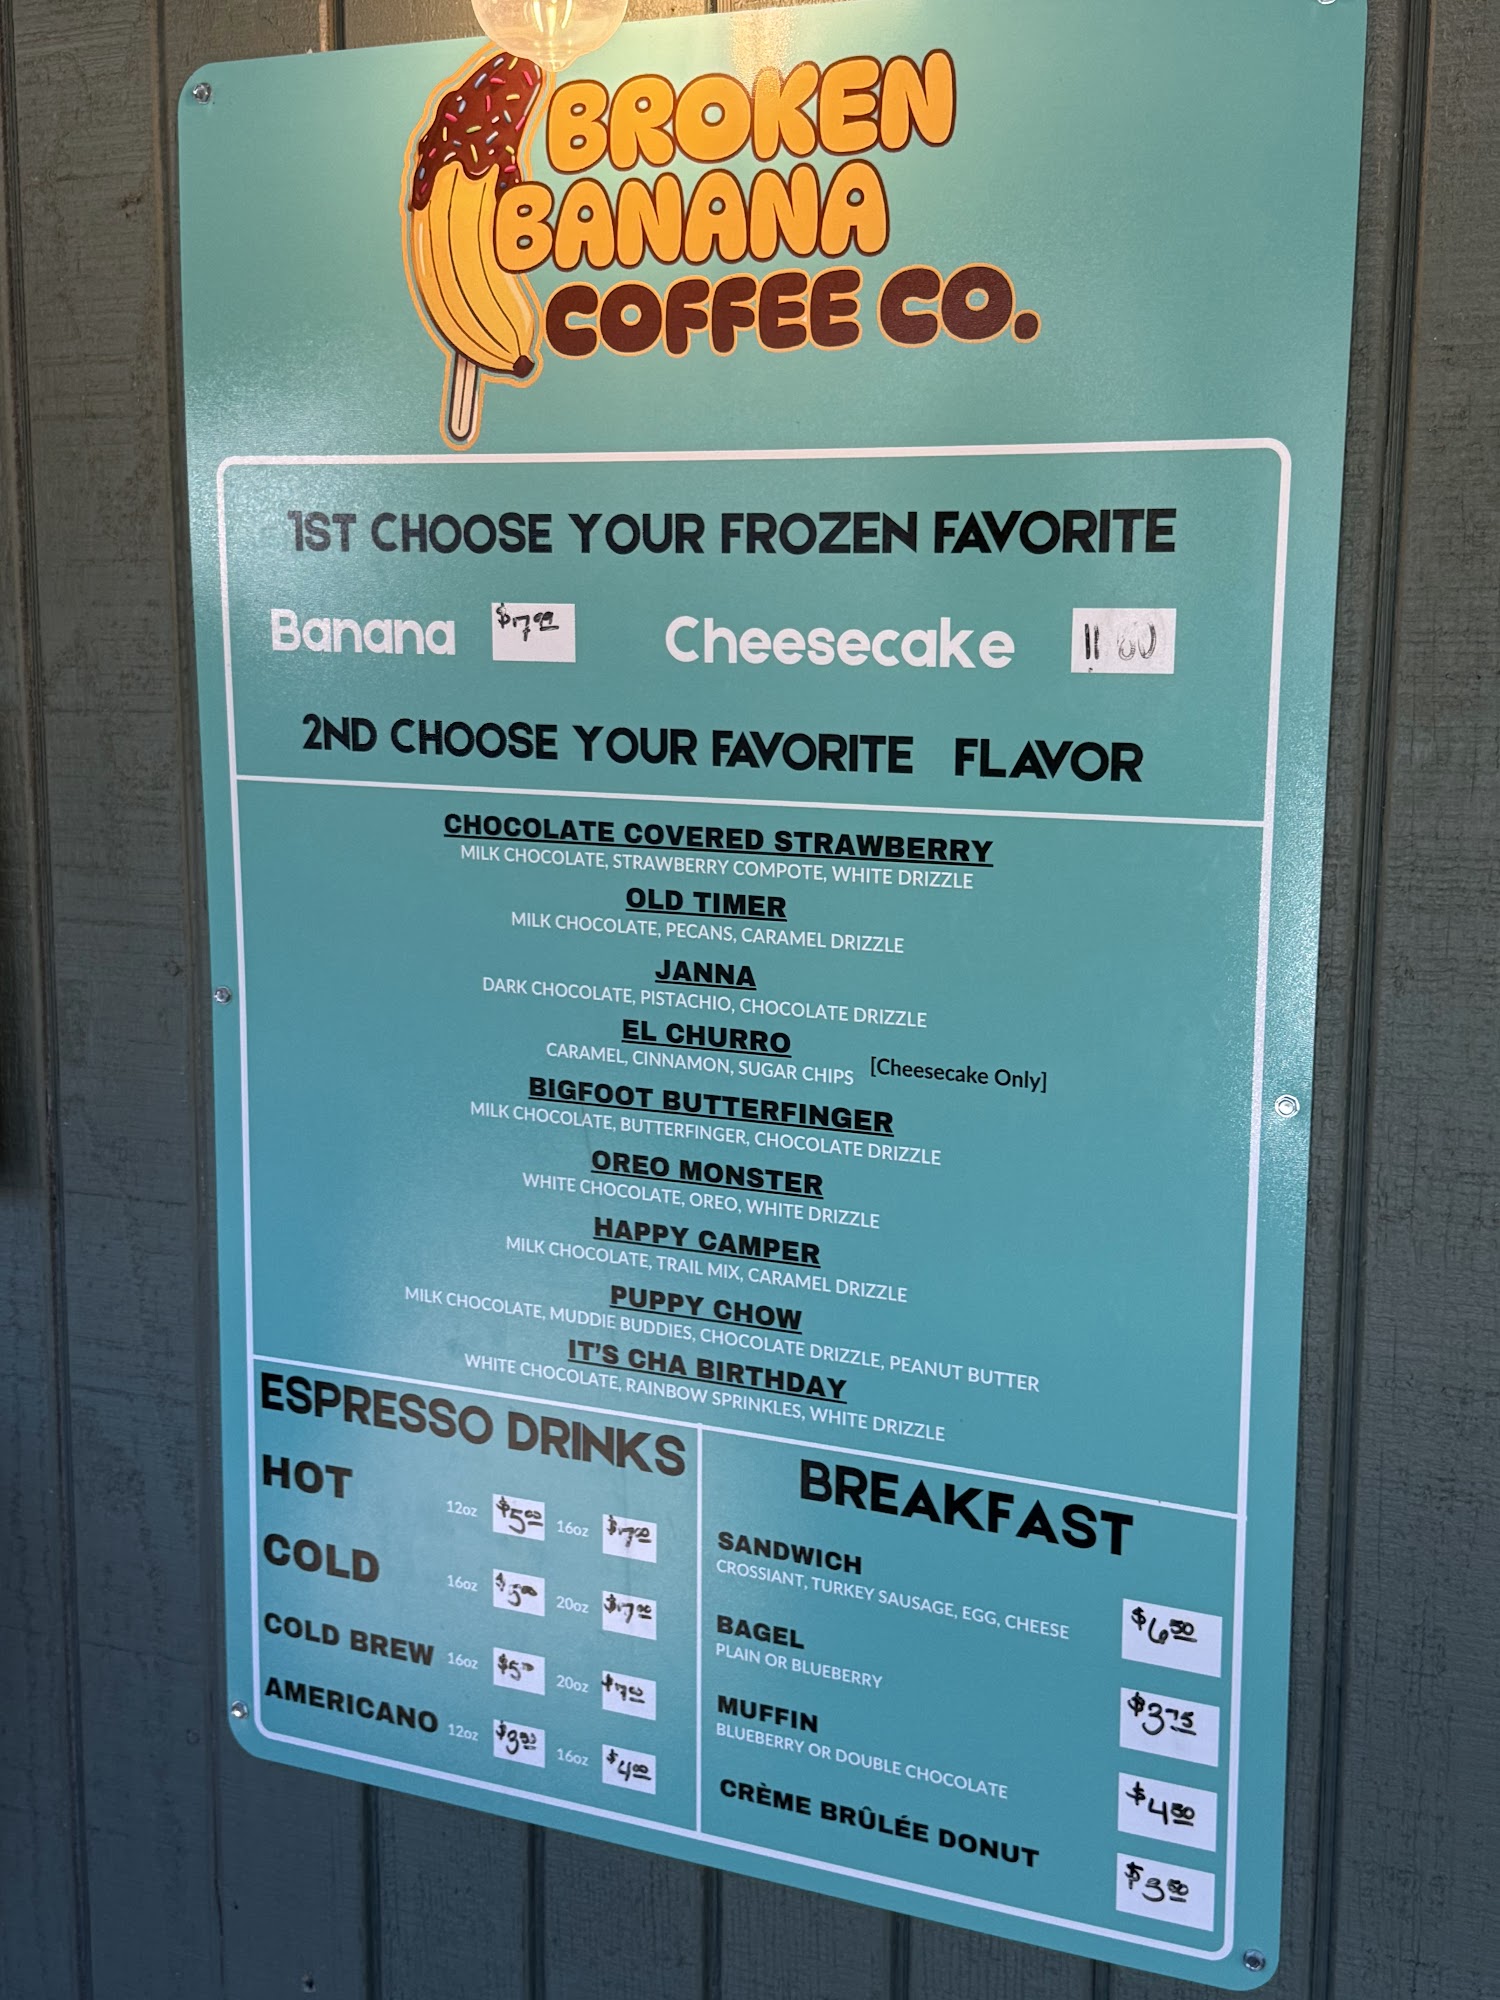 BROKEN
BANANA
COFFEE CO.
1ST CHOOSE YOUR FROZEN FAVORITE
Banana $7.99 Cheesecake
2ND CHOOSE YOUR FAVORITE FLAVOR
CHOCOLATE COVERED STRAWBERRY
MILK CHOCOLATE, STRAWBERRY COMPOTE, WHITE DRIZZLE
OLD TIMER
MILK CHOCOLATE, PECANS, CARAMEL DRIZZLE
JANNA
DARK CHOCOLATE, PISTACHIO, CHOCOLATE DRIZZLE
EL CHURRO
CARAMEL, CINNAMON, SUGAR CHIPS [Cheesecake Only]
BIGFOOT BUTTERFINGER
MILK CHOCOLATE, BUTTERFINGER, CHOCOLATE DRIZZLE
OREO MONSTER
WHITE CHOCOLATE, OREO, WHITE DRIZZLE
HAPPY CAMPER
MILK CHOCOLATE, TRAIL MIX, CARAMEL DRIZZLE
PUPPY CHOW
MILK CHOCOLATE, MUDDIE BUDDIES, CHOCOLATE DRIZZLE, PEANUT BUTTER
IT'S CHA BIRTHDAY
WHITE CHOCOLATE, RAINBOW SPRINKLES, WHITE DRIZZLE
ESPRESSO DRINKS
HOT 12oz $5.00 16oz $7.00
COLD 16oz $5.00 20oz $7.00
COLD BREW 16oz 20oz $7.00
AMERICANO 12oz 16oz $4.00
BREAKFAST
SANDWICH
CROSSIANT, TURKEY SAUSAGE, EGG, CHEESE $6.50
BAGEL
PLAIN OR BLUEBERRY $3.75
MUFFIN
BLUEBERRY OR DOUBLE CHOCOLATE $4.50
CRÈME BRÛLÉE DONUT $3.50